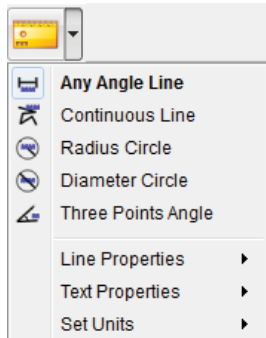 Any Angle Line
Continuous Line
Radius Circle
Diameter Circle
Three Points Angle
Line Properties
Text Properties
Set Units